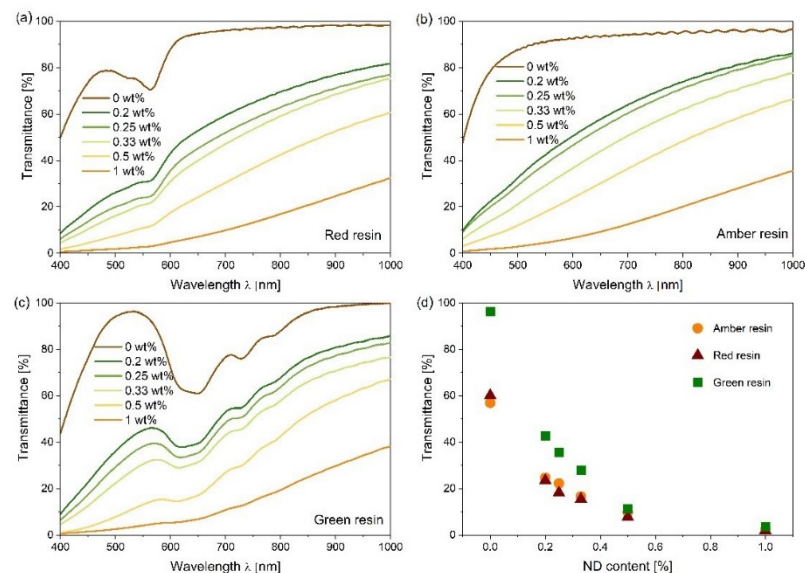 (a)
100
80
60
40
20
0
Transmittance [%]
0 wt%
0.2 wt%
0.25 wt%
0.33 wt%
0.5 wt%
1 wt%
Red resin
400 500 600 700 800 900 1000
Wavelength λ [nm]
(b)
100
80
60
40
20
0
Transmittance [%]
0 wt%
0.2 wt%
0.25 wt%
0.33 wt%
0.5 wt%
1 wt%
Amber resin
400 500 600 700 800 900 1000
Wavelength λ [nm]
(c)
100
80
60
40
20
0
Transmittance [%]
0 wt%
0.2 wt%
0.25 wt%
0.33 wt%
0.5 wt%
1 wt%
Green resin
400 500 600 700 800 900 1000
Wavelength λ [nm]
(d)
100
80
60
40
20
0
Transmittance [%]
Amber resin
Red resin
Green resin
0.0 0.2 0.4 0.6 0.8 1.0
ND content [%]